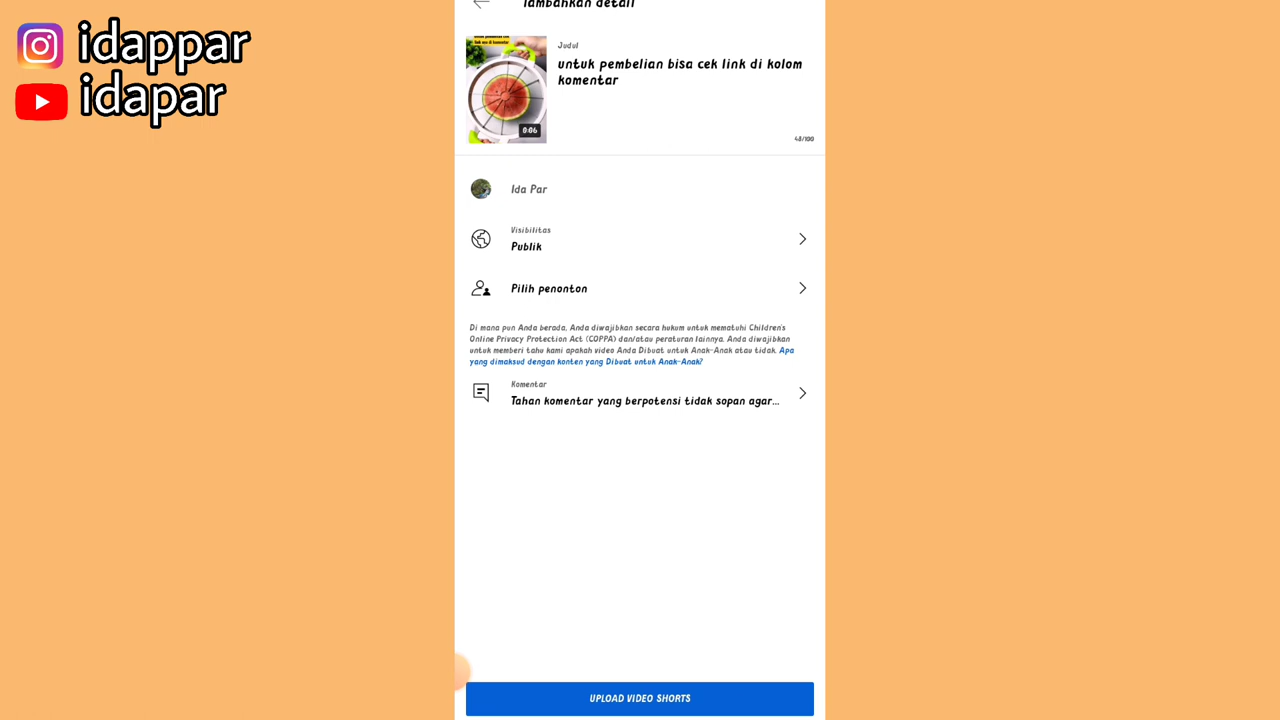 idappar
idapar
Tambahkan detail
Judul
untuk pembelian bisa cek link di kolom
komentar
0:06
48/100
Ida Par
Visibilitas
Publik
Pilih penonton
Di mana pun Anda berada, Anda diwajibkan secara hukum untuk mematuhi Children's
Online Privacy Protection Act (COPPA) dan/atau peraturan lainnya. Anda diwajibkan
untuk memberi tahu kami apakah video Anda Dibuat untuk Anak-Anak atau tidak. Apa
yang dimaksud dengan konten yang Dibuat untuk Anak-Anak?
Komentar
Tahan komentar yang berpotensi tidak sopan agar...
UPLOAD VIDEO SHORTS